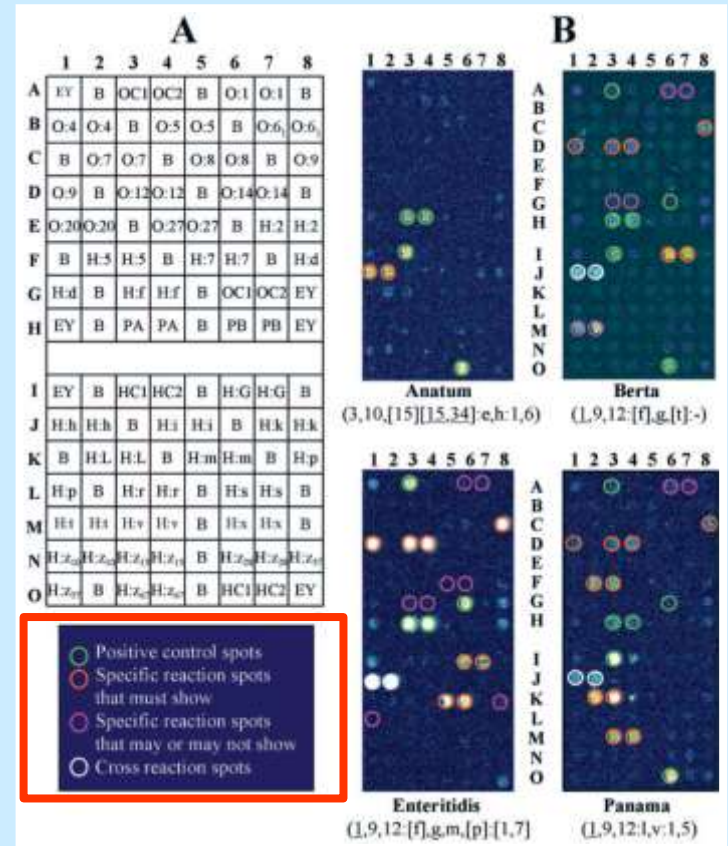 A
1 2 3 4 5 6 7 8
A EY B OC1 OC2 B O:1 O:1 B
B O:4 O:4 B O:5 O:5 B O:6₁ O:6₁
C B O:7 O:7 B O:8 O:8 B O:9
D O:9 B O:12 O:12 B O:14 O:14 B
E O:20 O:20 B O:27 O:27 B H:2 H:2
F B H:5 H:5 B H:7 H:7 B H:d
G H:d B H:f H:f B OC1 OC2 EY
H EY B PA PA B PB PB EY
I EY B HC1 HC2 B H:G H:G B
J H:h H:h B H:i H:i B H:k H:k
K B H:L H:L B H:m H:m B H:p
L H:p B H:r H:r B H:s H:s B
M H:t H:t H:v H:v B H:x H:x B
N B
O B B HC1 HC2 EY
Positive control spots
Specific reaction spots
that must show
Specific reaction spots
that may or may not show
Cross reaction spots
B
1 2 3 4 5 6 7 8
1 2 3 4 5 6 7 8
A
B
C
D
E
F
G
H
I
J
K
L
M
N
O
Anatum
(3,10,[15][15,34]:e,h:1,6)
Berta
(1,9,12:[f],g,[t]:-)
1 2 3 4 5 6 7 8
1 2 3 4 5 6 7 8
A
B
C
D
E
F
G
H
I
J
K
L
M
N
O
Enteritidis
(1,9,12:[f],g,m,[p]:[1,7]
Panama
(1,9,12:l,v:1,5)